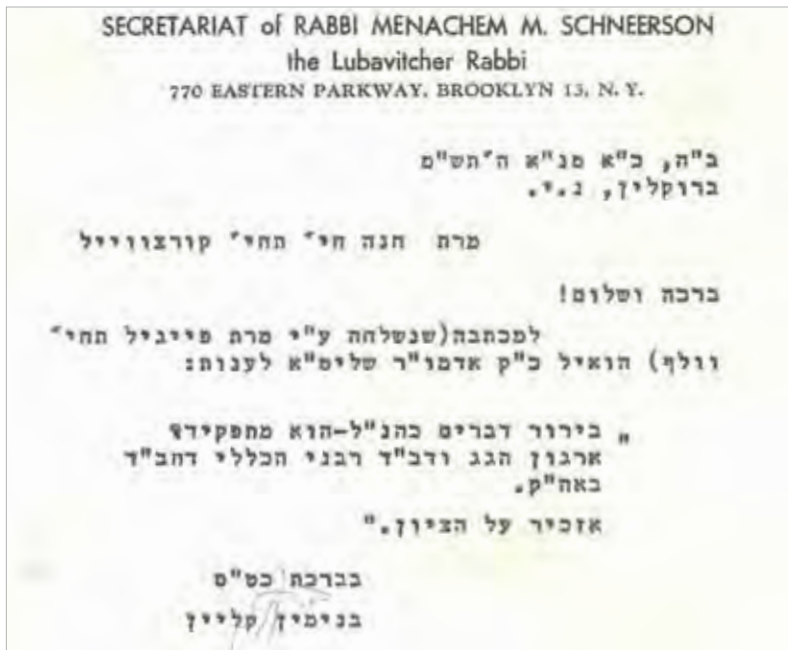 SECRETARIAT of RABBI MENACHEM M. SCHNEERSON
the Lubavitcher Rabbi
770 EASTERN PARKWAY, BROOKLYN 13, N. Y.
ב"ה, כ"א מנ"א ה'תש"מ
ברוקלין, נ.י.
מרת חנה חי' תחי' קורצווייל
ברכה ושלום!
למכתבה(שנשלחה ע"י מרת פייגיל תחי'
וולף) הואיל כ"ק אדמו"ר שליט"א לענות:
„ בירור דברים כהנ"ל-הוא מתפקידי
ארגון הגג ודב"ד רבני הכללי דחב"ד
באה"ק.
אזכיר על הציון."
בברכת כט"ס
בנימין קליין